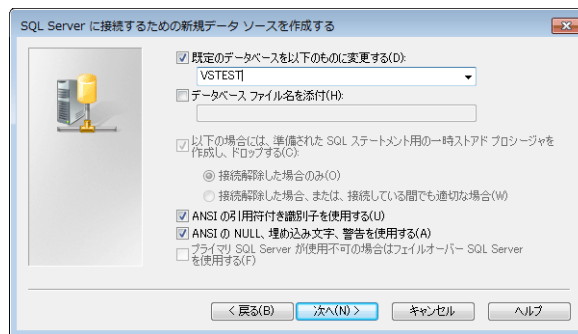 SQL Server に接続するための新規データ ソースを作成する
既定のデータベースを以下のものに変更する(D):
VSTEST
データベース ファイル名を添付(H):
以下の場合には、準備された SQL ステートメント用の一時ストアド プロシージャを
作成し、ドロップする(C):
接続解除した場合のみ(O)
接続解除した場合、または、接続している間でも適切な場合(W)
ANSI の引用符付き識別子を使用する(U)
ANSI の NULL、埋め込み文字、警告を使用する(A)
プライマリ SQL Server が使用不可の場合はフェイルオーバー SQL Server
を使用する(F)
< 戻る(B)
次へ(N) >
キャンセル
ヘルプ